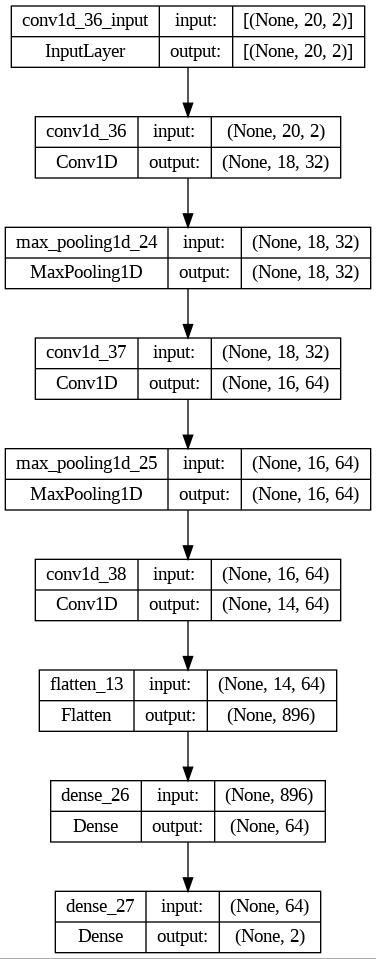 conv1d_36_input input: [(None, 20, 2)]
InputLayer output: [(None, 20, 2)]
conv1d_36 input: (None, 20, 2)
Conv1D output: (None, 18, 32)
max_pooling1d_24 input: (None, 18, 32)
MaxPooling1D output: (None, 18, 32)
conv1d_37 input: (None, 18, 32)
Conv1D output: (None, 16, 64)
max_pooling1d_25 input: (None, 16, 64)
MaxPooling1D output: (None, 16, 64)
conv1d_38 input: (None, 16, 64)
Conv1D output: (None, 14, 64)
flatten_13 input: (None, 14, 64)
Flatten output: (None, 896)
dense_26 input: (None, 896)
Dense output: (None, 64)
dense_27 input: (None, 64)
Dense output: (None, 2)